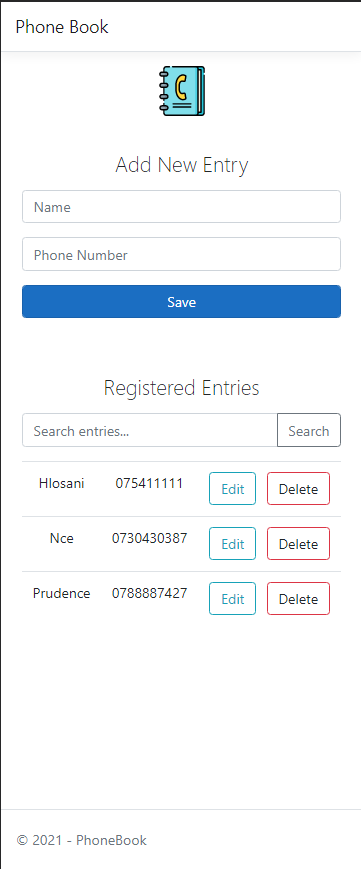 Phone Book
Add New Entry
Name
Phone Number
Save
Registered Entries
Search entries... Search
Hlosani 075411111 Edit Delete
Nce 0730430387 Edit Delete
Prudence 0788887427 Edit Delete
© 2021 - PhoneBook